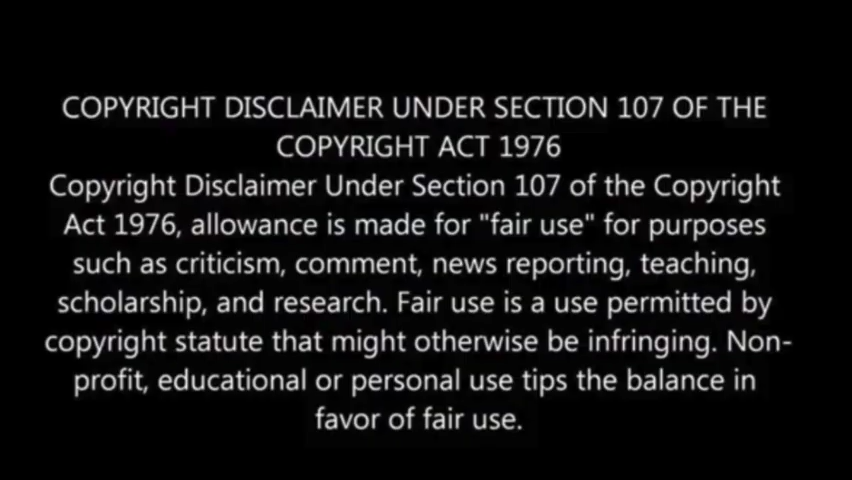 COPYRIGHT DISCLAIMER UNDER SECTION 107 OF THE
COPYRIGHT ACT 1976
Copyright Disclaimer Under Section 107 of the Copyright
Act 1976, allowance is made for "fair use" for purposes
such as criticism, comment, news reporting, teaching,
scholarship, and research. Fair use is a use permitted by
copyright statute that might otherwise be infringing. Non-
profit, educational or personal use tips the balance in
favor of fair use.